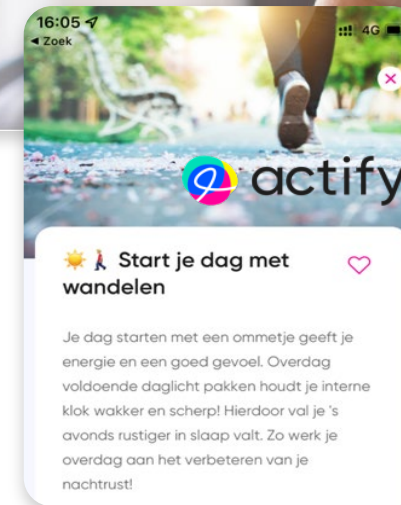 16:05
4G
◀ Zoek
actify
Start je dag met
wandelen
Je dag starten met een ommetje geeft je
energie en een goed gevoel. Overdag
voldoende daglicht pakken houdt je interne
klok wakker en scherp! Hierdoor val je 's
avonds rustiger in slaap valt. Zo werk je
overdag aan het verbeteren van je
nachtrust!